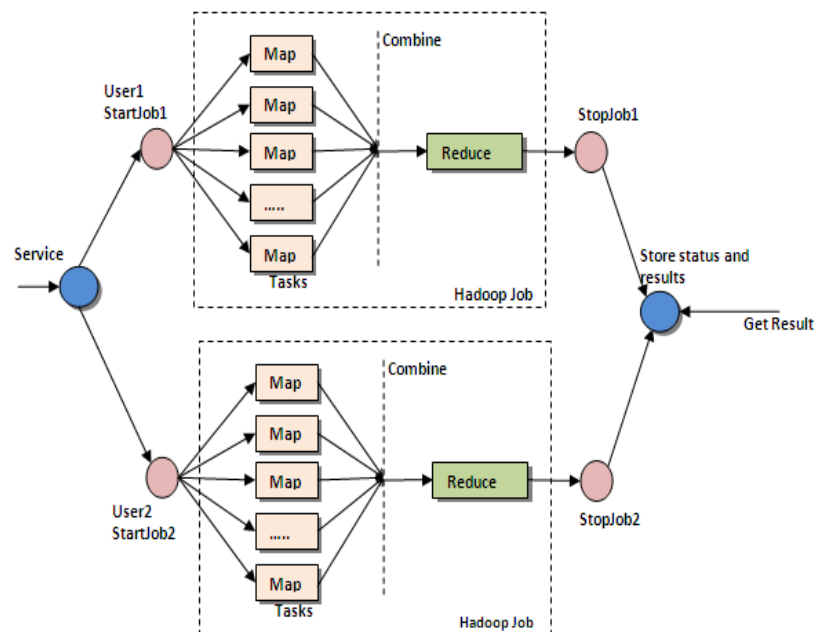 Map
Combine
User1
StartJob1
Map
StopJob1
Map
Reduce
.....
Service
Map
Store status and
results
Tasks
Hadoop Job
Get Result
Map
Combine
Map
Map
Reduce
User2
StartJob2
.....
StopJob2
Map
Tasks
Hadoop Job